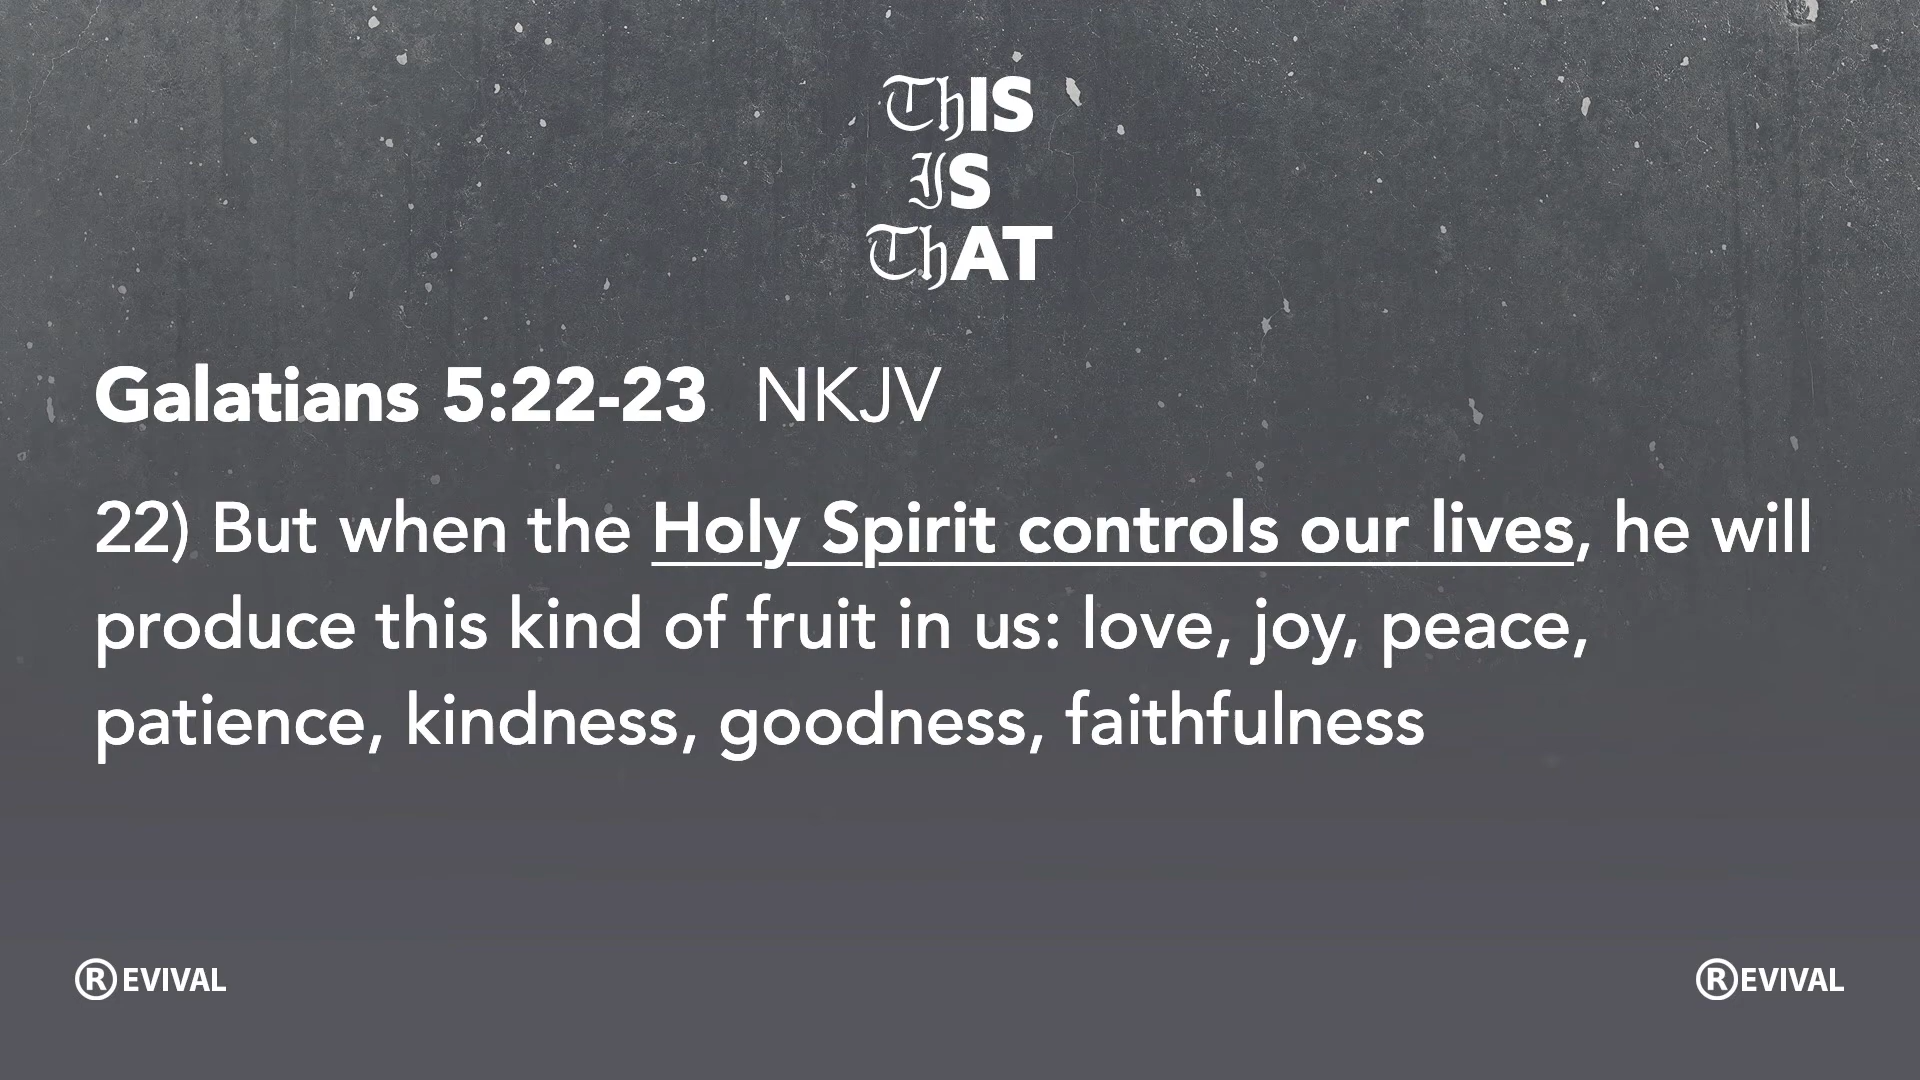 ThIS
IS
ThAT
Galatians 5:22-23 NKJV
22) But when the Holy Spirit controls our lives, he will
produce this kind of fruit in us: love, joy, peace,
patience, kindness, goodness, faithfulness
REVIVAL
REVIVAL